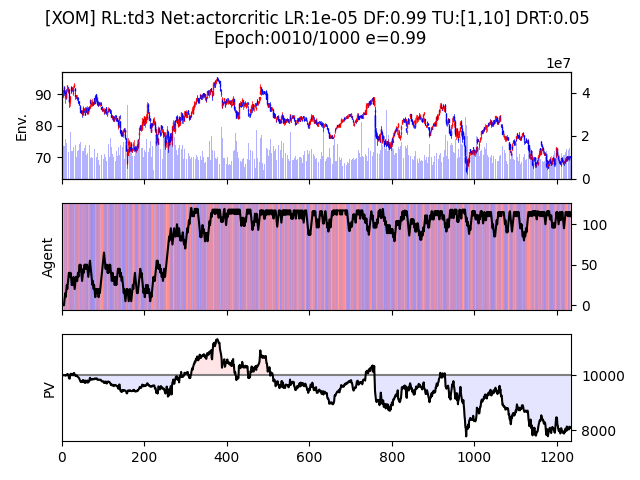 [XOM] RL:td3 Net:actorcritic LR:1e-05 DF:0.99 TU:[1,10] DRT:0.05
Epoch:0010/1000 e=0.99
1e7
90
80
70
Env.
4
2
0
Agent
100
50
0
PV
10000
8000
0 200 400 600 800 1000 1200